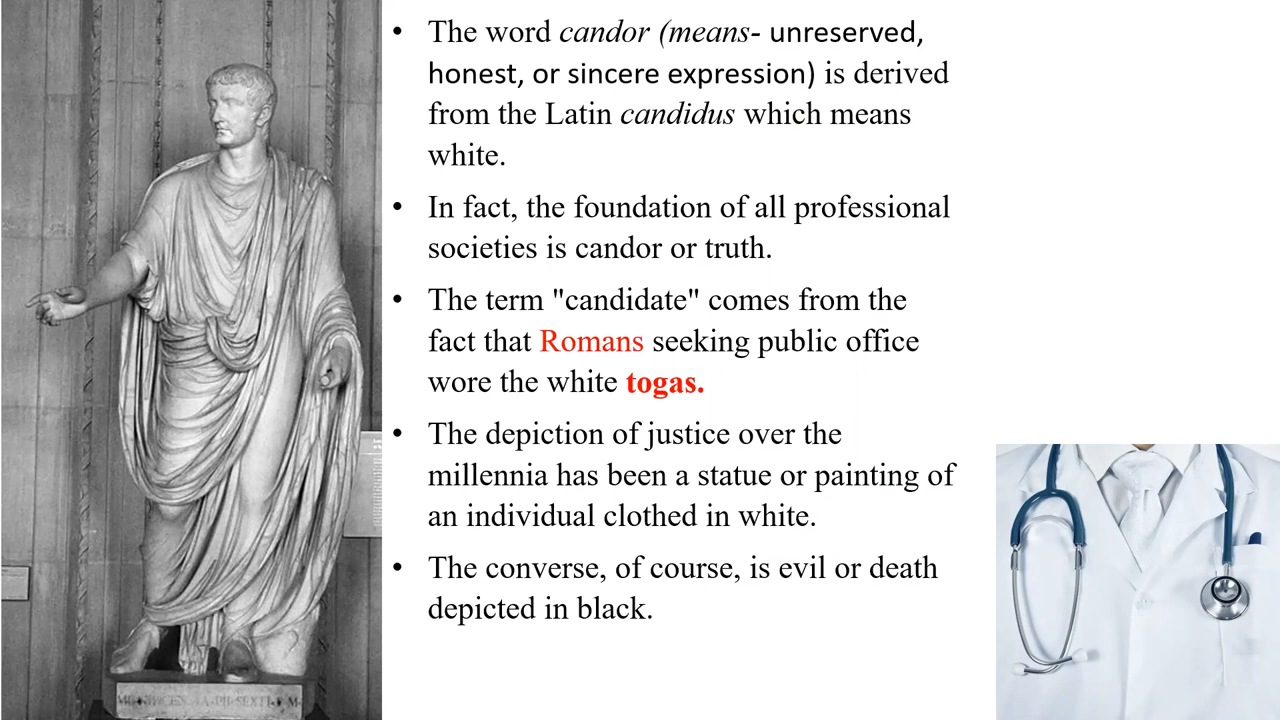 • The word candor (means- unreserved,
honest, or sincere expression) is derived
from the Latin candidus which means
white.
• In fact, the foundation of all professional
societies is candor or truth.
• The term "candidate" comes from the
fact that Romans seeking public office
wore the white togas.
• The depiction of justice over the
millennia has been a statue or painting of
an individual clothed in white.
• The converse, of course, is evil or death
depicted in black.